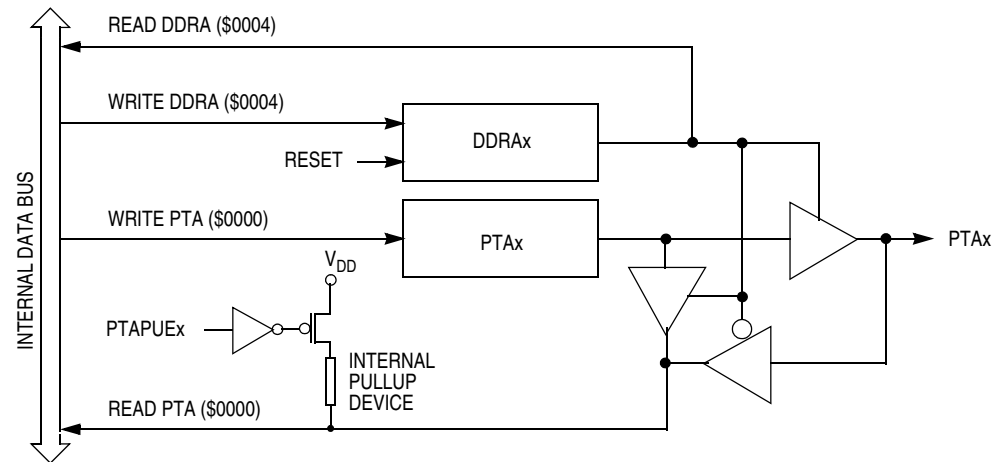 READ DDRA ($0004)
WRITE DDRA ($0004)
DDRAx
RESET
INTERNAL DATA BUS
WRITE PTA ($0000)
PTAx
PTAx
VDD
PTAPUEx
INTERNAL
PULLUP
DEVICE
READ PTA ($0000)